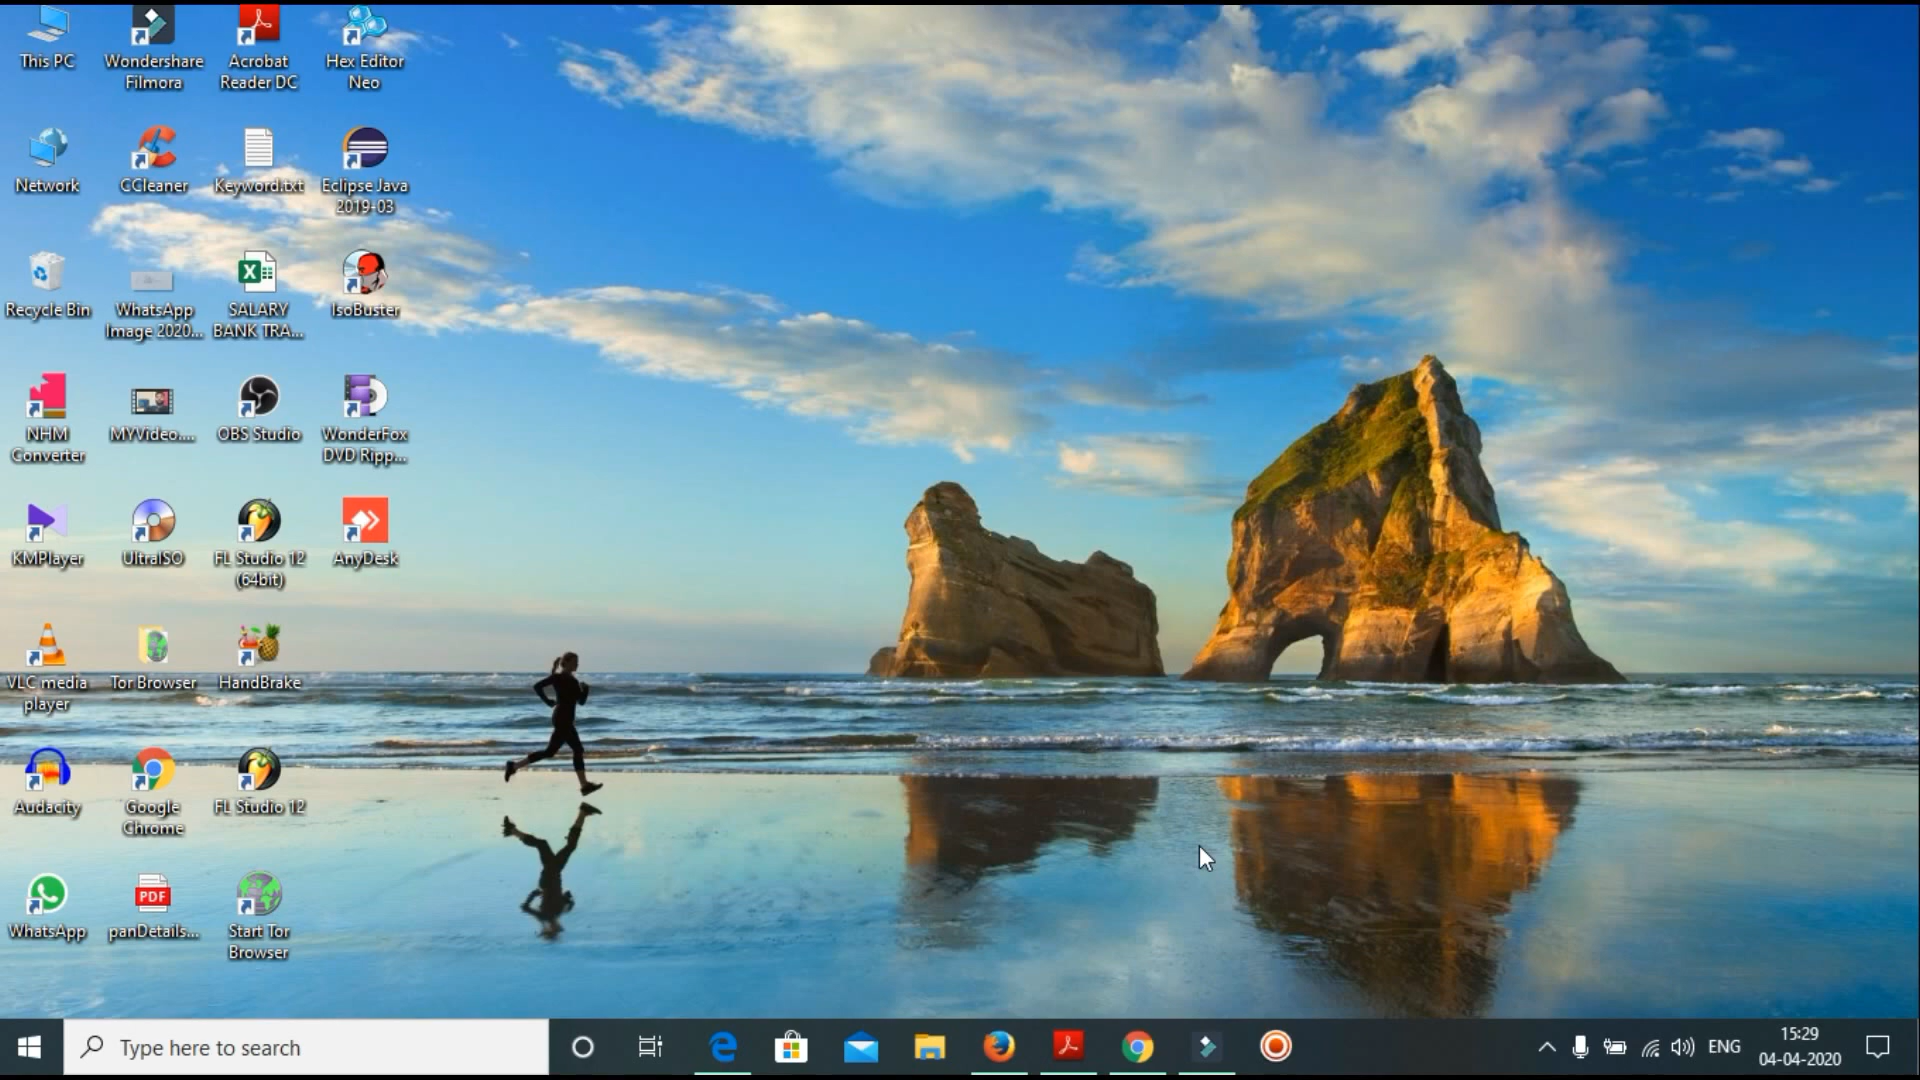 This PC
Wondershare
Filmora
Acrobat
Reader DC
Hex Editor
Neo
Network
CCleaner
Keyword.txt
Eclipse Java
2019-03
Recycle Bin
WhatsApp
Image 2020...
SALARY
BANK TRA...
IsoBuster
NHM
Converter
MYVideo....
OBS Studio
WonderFox
DVD Ripp...
KMPlayer
UltraISO
FL Studio 12
(64bit)
AnyDesk
VLC media
player
Tor Browser
HandBrake
Audacity
Google
Chrome
FL Studio 12
WhatsApp
PDF
panDetails...
Start Tor
Browser
Type here to search
ENG
15:29
04-04-2020